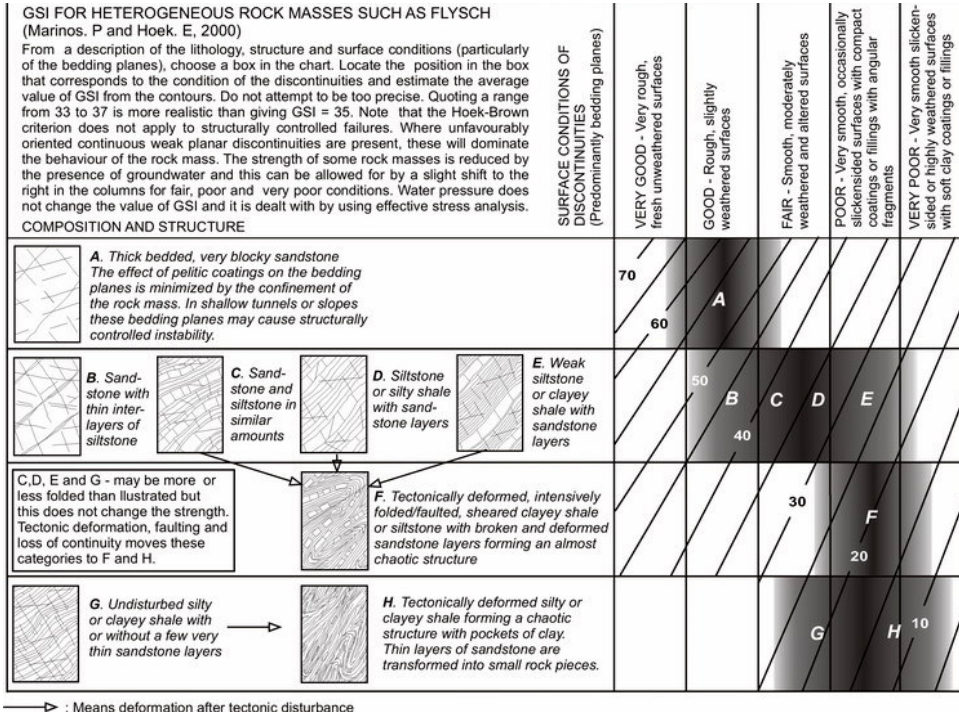 GSI FOR HETEROGENEOUS ROCK MASSES SUCH AS FLYSCH
(Marinos. P and Hoek. E, 2000)
From a description of the lithology, structure and surface conditions (particularly
of the bedding planes), choose a box in the chart. Locate the position in the box
that corresponds to the condition of the discontinuities and estimate the average
value of GSI from the contours. Do not attempt to be too precise. Quoting a range
from 33 to 37 is more realistic than giving GSI = 35. Note that the Hoek-Brown
criterion does not apply to structurally controlled failures. Where unfavourably
oriented continuous weak planar discontinuities are present, these will dominate
the behaviour of the rock mass. The strength of some rock masses is reduced by
the presence of groundwater and this can be allowed for by a slight shift to the
right in the columns for fair, poor and very poor conditions. Water pressure does
not change the value of GSI and it is dealt with by using effective stress analysis.
COMPOSITION AND STRUCTURE
SURFACE CONDITIONS OF
DISCONTINUITIES
(Predominantly bedding planes)
VERY GOOD - Very rough,
fresh unweathered surfaces
GOOD - Rough, slightly
weathered surfaces
FAIR - Smooth, moderately
weathered and altered surfaces
POOR - Very smooth, occasionally
slickensided surfaces with compact
coatings or fillings with angular
fragments
VERY POOR - Very smooth slicken-
sided or highly weathered surfaces
with soft clay coatings or fillings
A. Thick bedded, very blocky sandstone
The effect of pelitic coatings on the bedding
planes is minimized by the confinement of
the rock mass. In shallow tunnels or slopes
these bedding planes may cause structurally
controlled instability.
70
60
A
B. Sand-
stone with
thin inter-
layers of
siltstone
C. Sand-
stone and
siltstone in
similar
amounts
D. Siltstone
or silty shale
with sand-
stone layers
E. Weak
siltstone
or clayey
shale with
sandstone
layers
50
B
C
D
E
40
C,D, E and G - may be more or
less folded than llustrated but
this does not change the strength.
Tectonic deformation, faulting and
loss of continuity moves these
categories to F and H.
F. Tectonically deformed, intensively
folded/faulted, sheared clayey shale
or siltstone with broken and deformed
sandstone layers forming an almost
chaotic structure
30
F
20
G. Undisturbed silty
or clayey shale with
or without a few very
thin sandstone layers
H. Tectonically deformed silty or
clayey shale forming a chaotic
structure with pockets of clay.
Thin layers of sandstone are
transformed into small rock pieces.
G
H
10
: Means deformation after tectonic disturbance